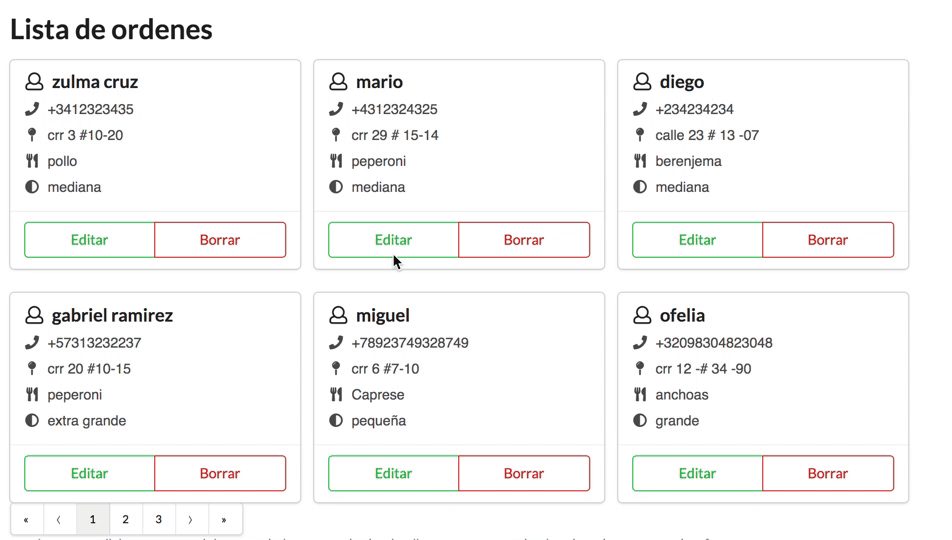 Lista de ordenes
zulma cruz
+3412323435
crr 3 #10-20
pollo
mediana
Editar
Borrar
mario
+4312324325
crr 29 # 15-14
peperoni
mediana
Editar
Borrar
diego
+234234234
calle 23 # 13 -07
berenjema
mediana
Editar
Borrar
gabriel ramirez
+57313232237
crr 20 #10-15
peperoni
extra grande
Editar
Borrar
miguel
+78923749328749
crr 6 #7-10
Caprese
pequeña
Editar
Borrar
ofelia
+32098304823048
crr 12 -# 34 -90
anchoas
grande
Editar
Borrar
« ‹ 1 2 3 › »